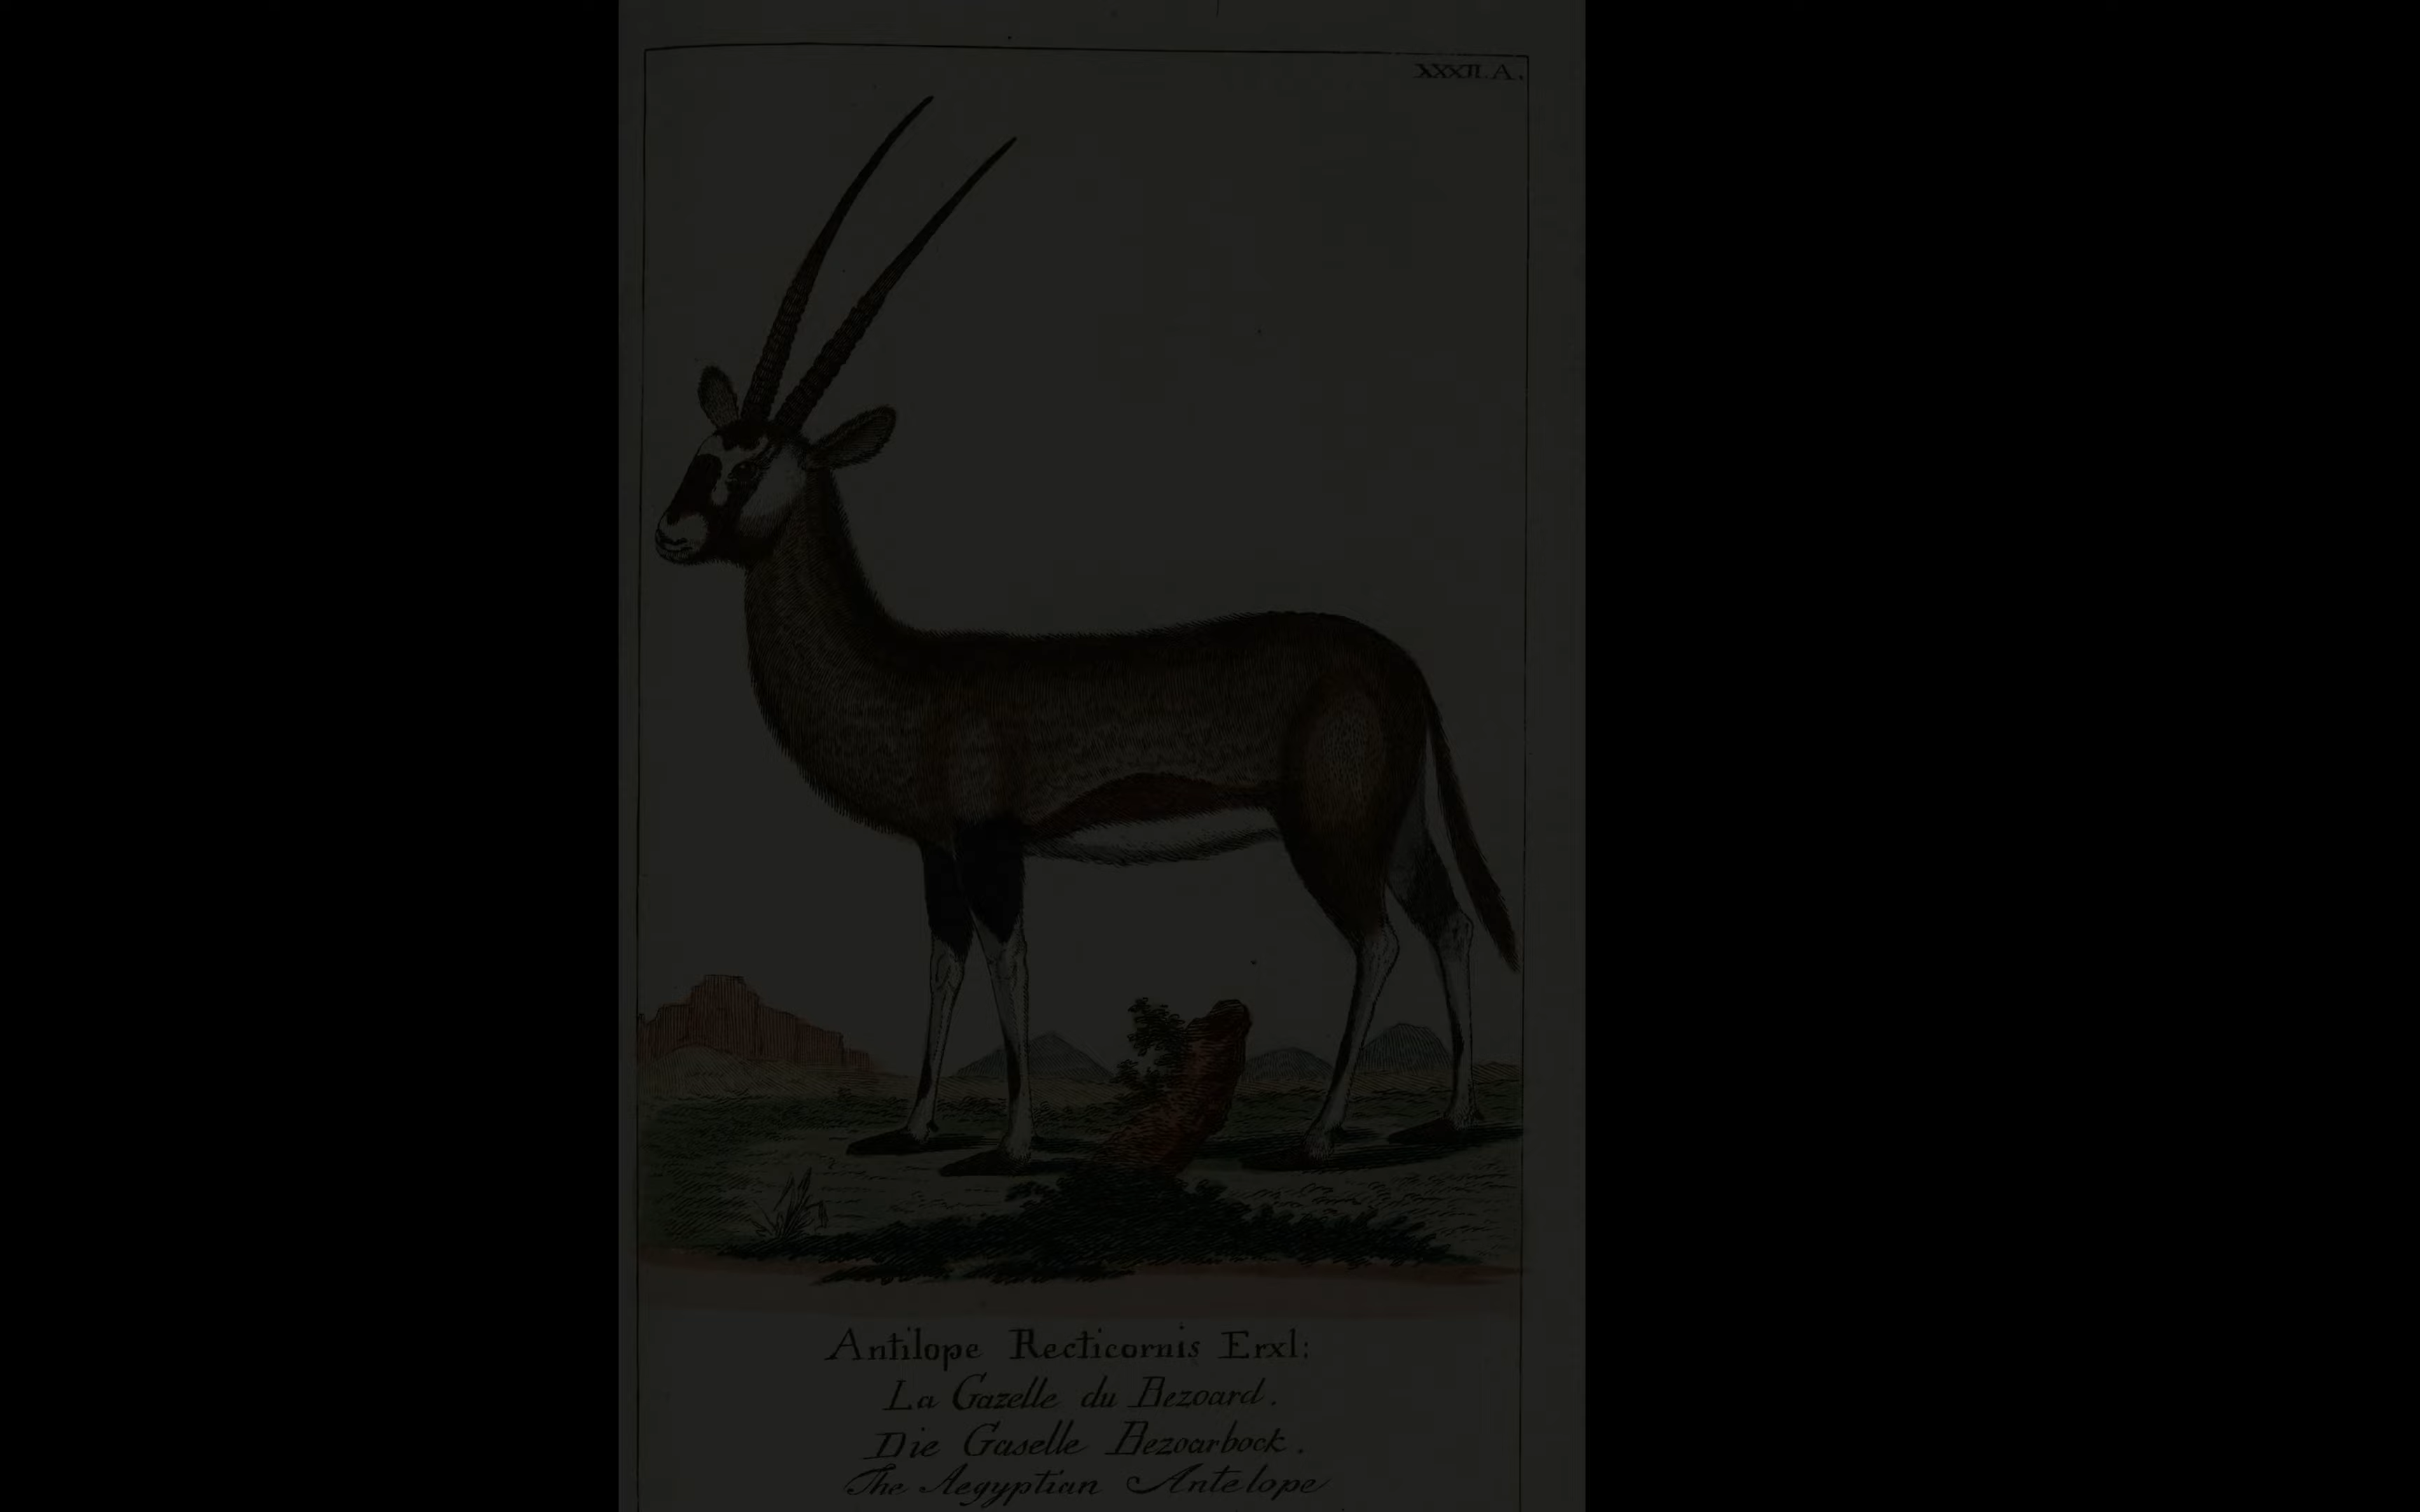 XXXII.A.
Antilope Recticornis Erxl:
La Gazelle du Bezoard.
Die Gaselle Bezoarbock.
The Aegyptian Antelope